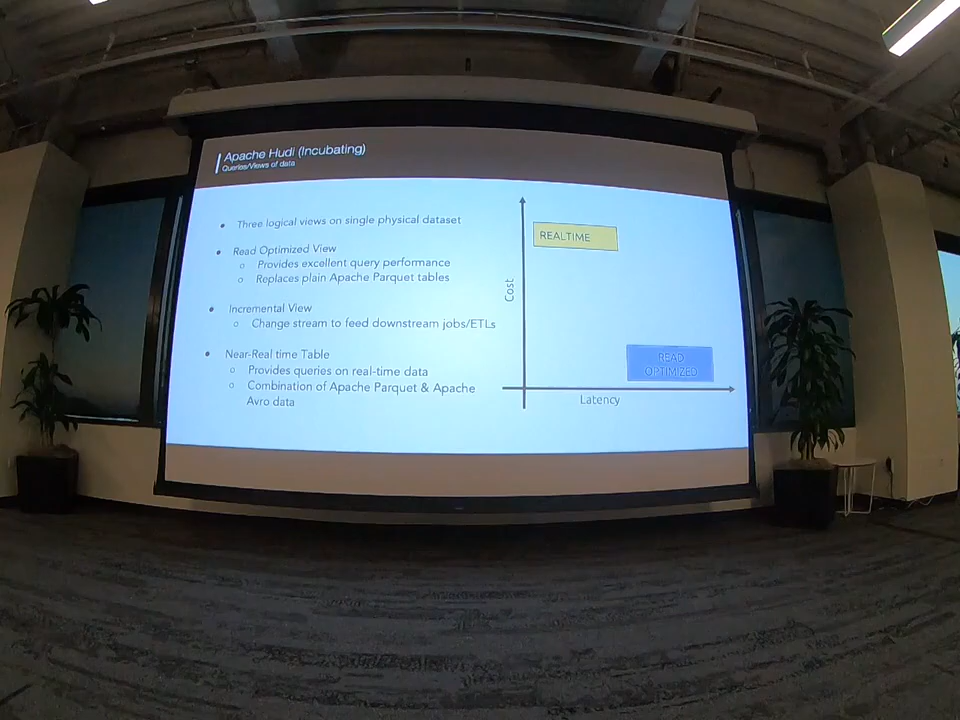 Apache Hudi (Incubating)
Queries/Views of data
• Three logical views on single physical dataset
• Read Optimized View
o Provides excellent query performance
o Replaces plain Apache Parquet tables
• Incremental View
o Change stream to feed downstream jobs/ETLs
• Near-Real time Table
o Provides queries on real-time data
o Combination of Apache Parquet & Apache
Avro data
REALTIME
Cost
READ
OPTIMIZED
Latency